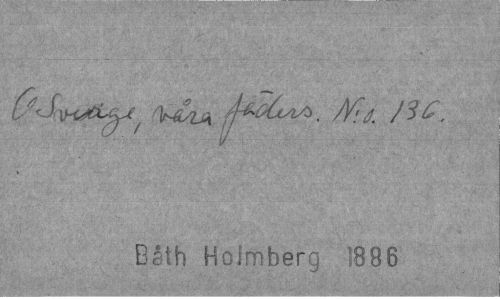 O Sverige, våra fäders. N:o. 136.
Båth Holmberg 1886